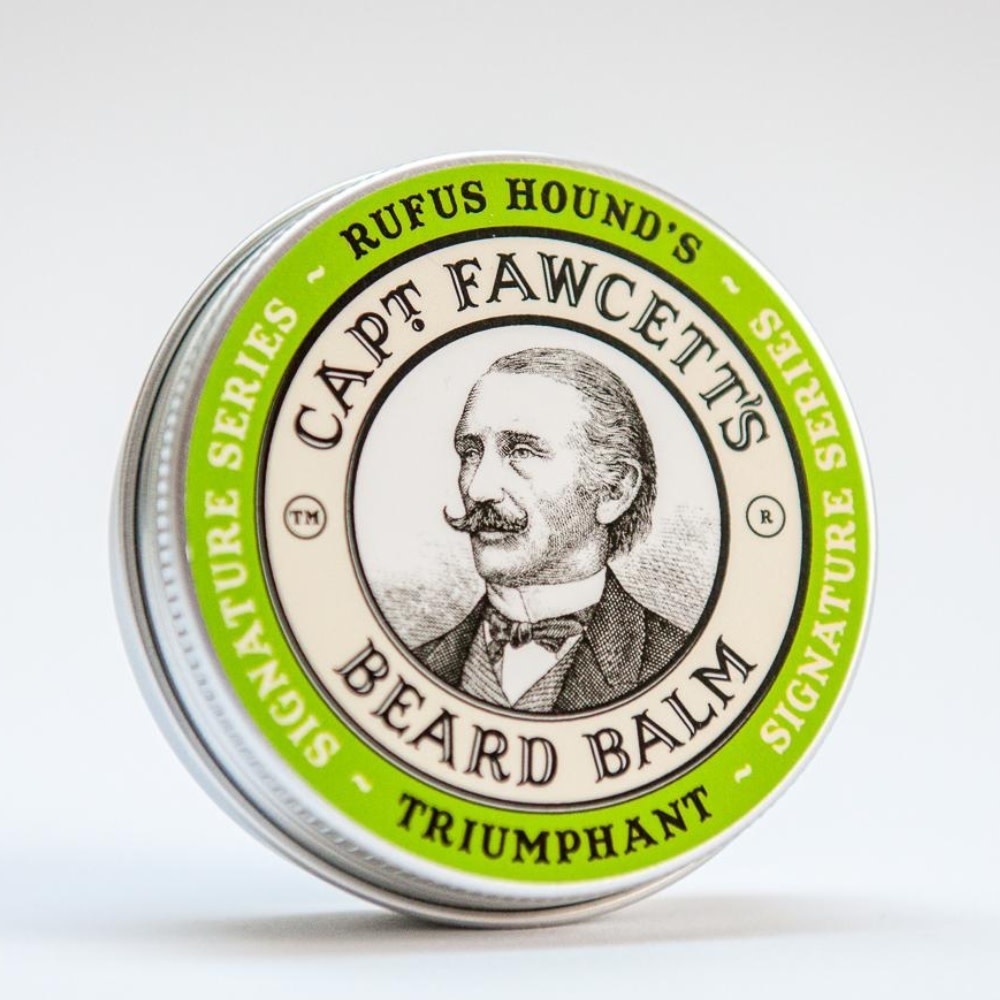 ~ RUFUS HOUND'S ~
SIGNATURE SERIES
CAPT. FAWCETT'S
TM
R
BEARD BALM
SIGNATURE SERIES
~ TRIUMPHANT ~